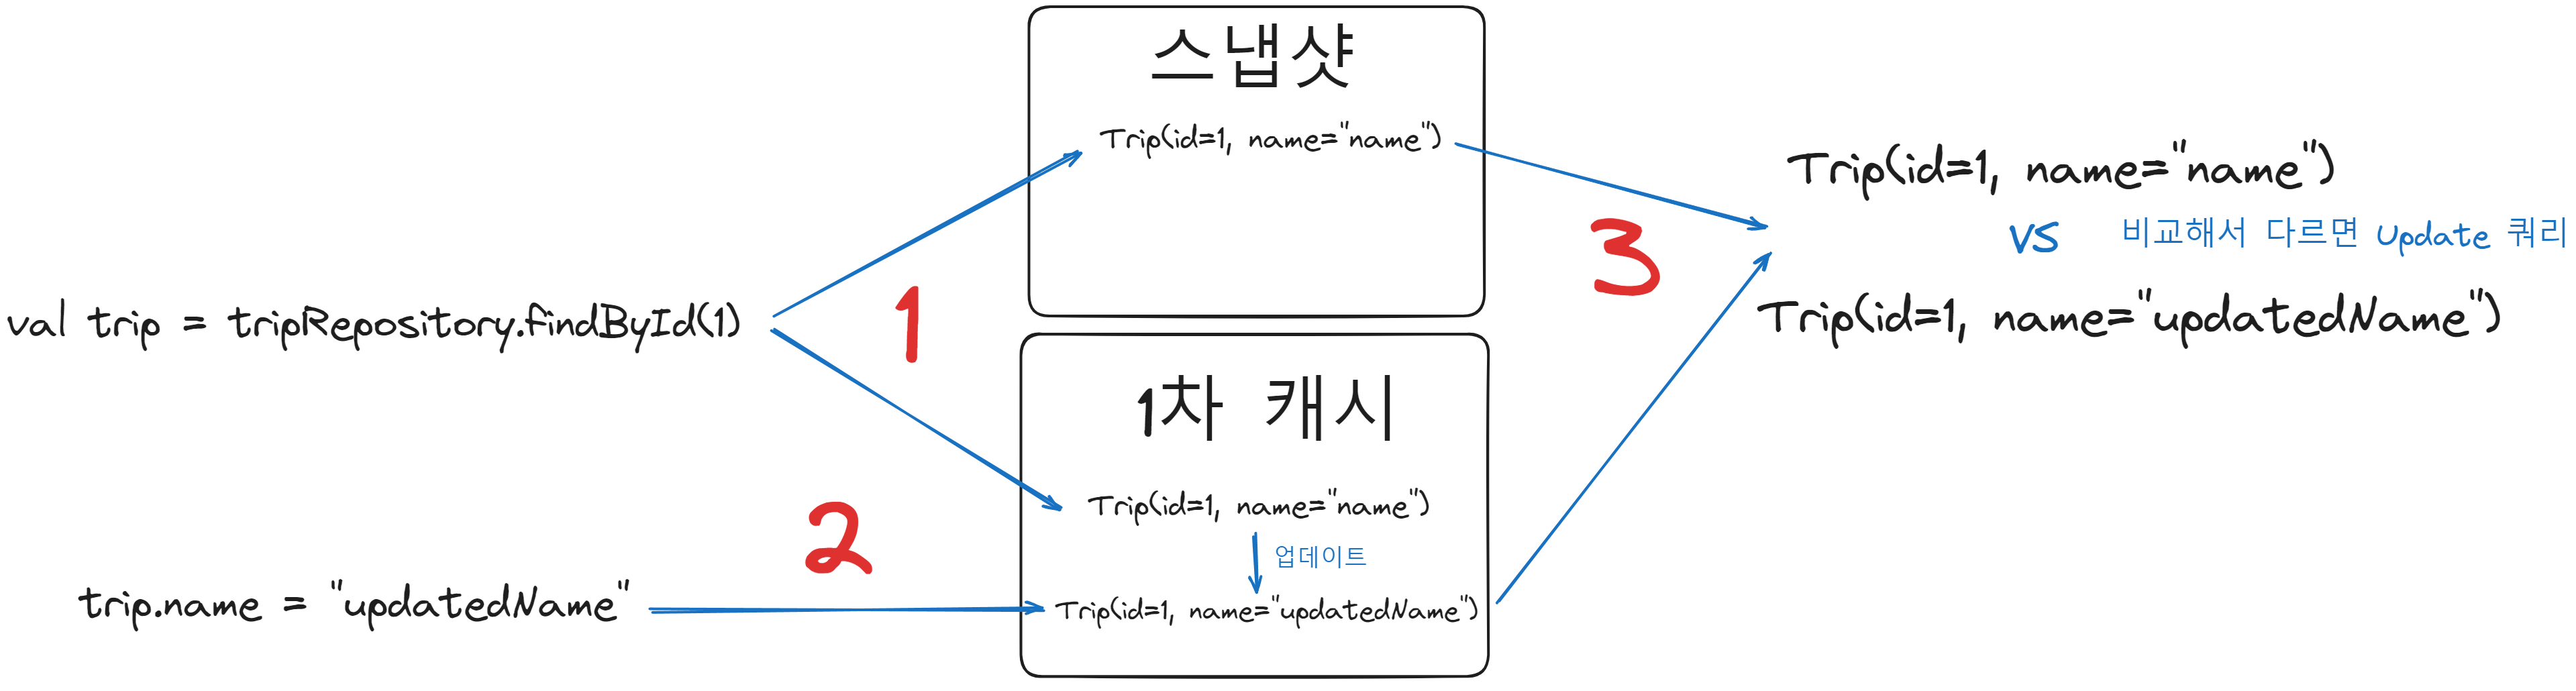 val trip = tripRepository.findById(1)
trip.name = "updatedName"
1
2
스냅샷
Trip(id=1, name="name")
1차 캐시
Trip(id=1, name="name")
업데이트
Trip(id=1, name="updatedName")
3
Trip(id=1, name="name")
vs 비교해서 다르면 Update 쿼리
Trip(id=1, name="updatedName")